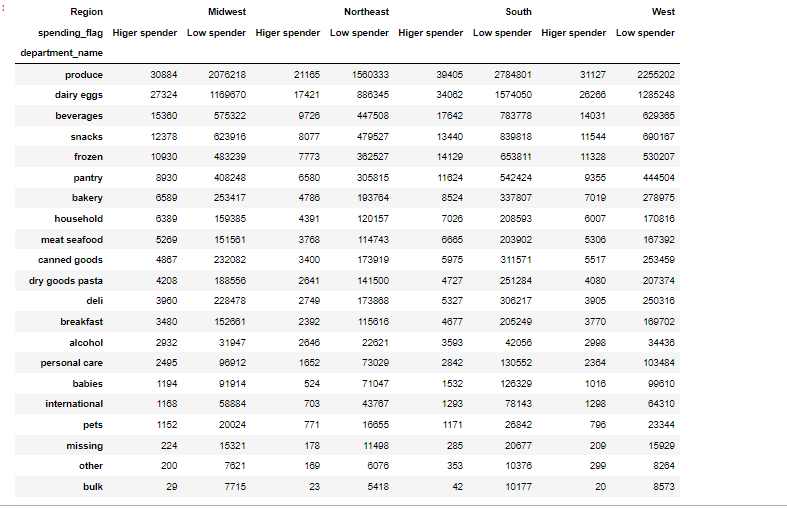 :
Region Midwest Northeast South West
spending_flag Higer spender Low spender Higer spender Low spender Higer spender Low spender Higer spender Low spender
department_name
produce 30884 2076218 21165 1560333 39405 2784801 31127 2255202
dairy eggs 27324 1169670 17421 886345 34062 1574050 26266 1285248
beverages 15360 575322 9726 447508 17642 783778 14031 629365
snacks 12378 623916 8077 479527 13440 839818 11544 690167
frozen 10930 483239 7773 362527 14129 653811 11328 530207
pantry 8930 408248 6580 305815 11624 542424 9355 444504
bakery 6589 253417 4786 193764 8524 337807 7019 278975
household 6389 159385 4391 120157 7026 208593 6007 170816
meat seafood 5269 151561 3768 114743 6665 203902 5306 167392
canned goods 4867 232082 3400 173919 5975 311571 5517 253459
dry goods pasta 4208 188556 2641 141500 4727 251284 4080 207374
deli 3960 228478 2749 173868 5327 306217 3905 250316
breakfast 3480 152661 2392 115616 4677 205249 3770 169702
alcohol 2932 31947 2646 22621 3593 42056 2998 34436
personal care 2495 96912 1652 73029 2842 130552 2364 103484
babies 1194 91914 524 71047 1532 126329 1016 99610
international 1168 58884 703 43767 1293 78143 1298 64310
pets 1152 20024 771 16655 1171 26842 796 23344
missing 224 15321 178 11498 285 20677 209 15929
other 200 7621 169 6076 353 10376 299 8264
bulk 29 7715 23 5418 42 10177 20 8573